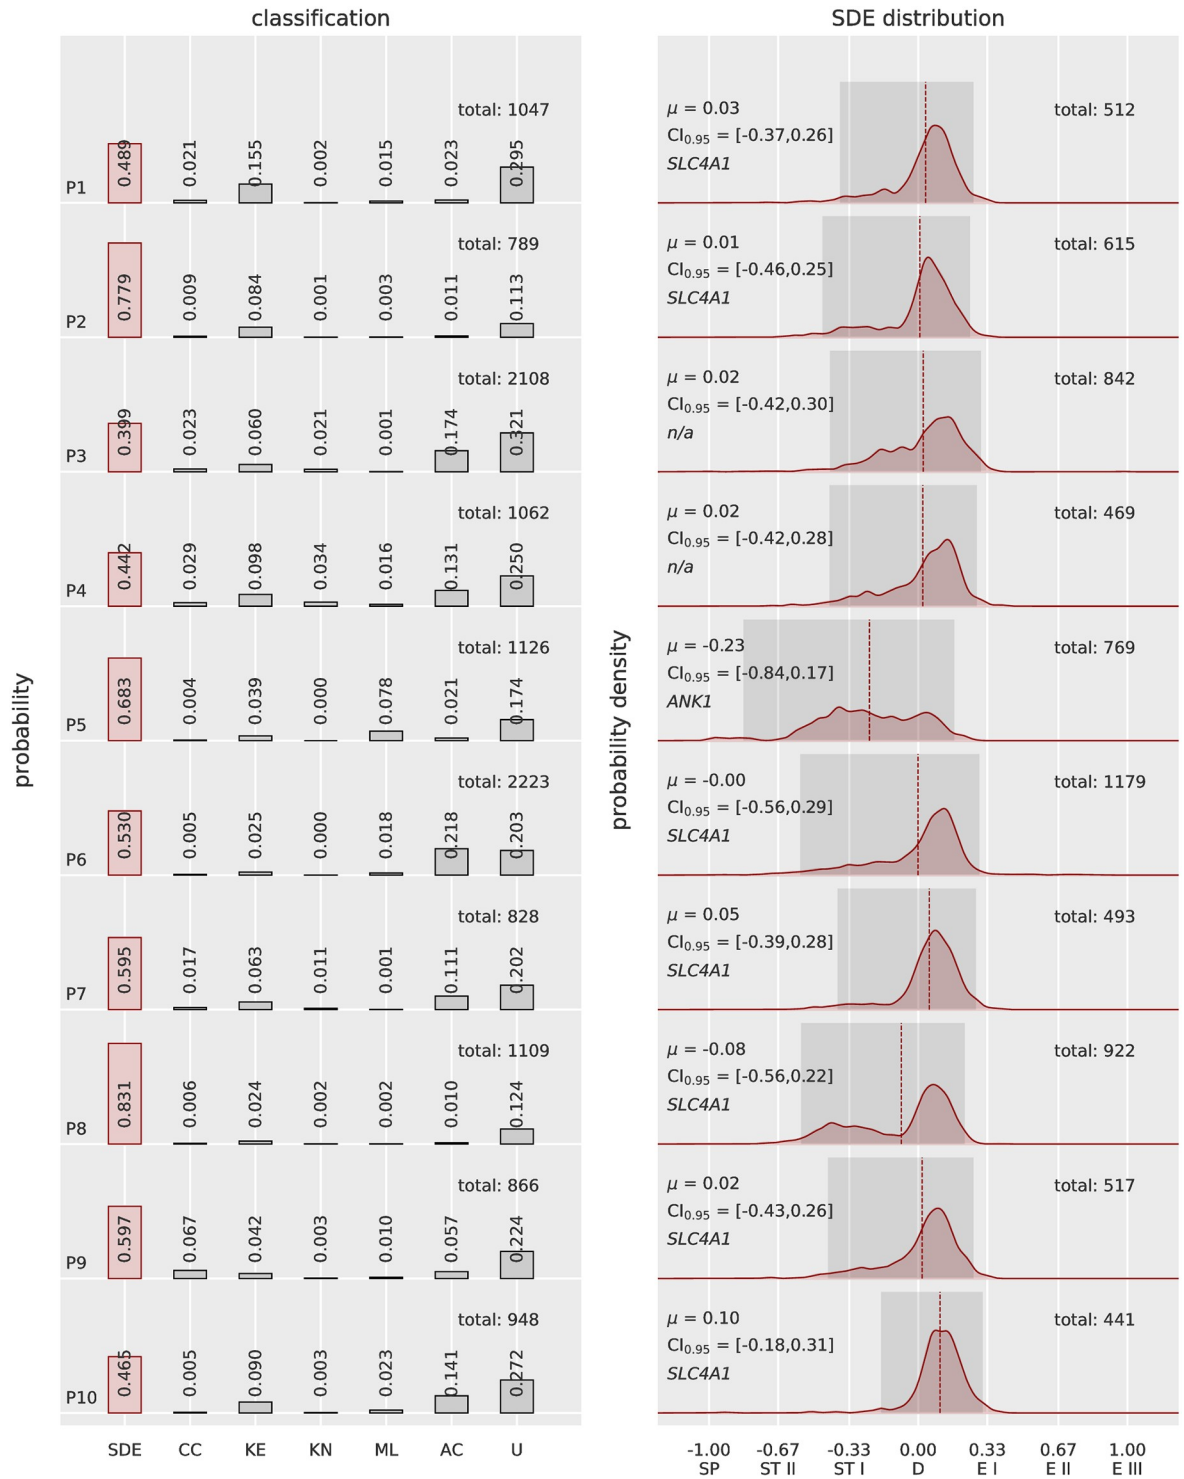 classification
SDE distribution
probability
probability density
total: 1047
0.489 0.021 0.155 0.002 0.015 0.023 0.295
P1
μ = 0.03
total: 512
CI0.95 = [-0.37,0.26]
SLC4A1
total: 789
0.779 0.009 0.084 0.001 0.003 0.011 0.113
P2
μ = 0.01
total: 615
CI0.95 = [-0.46,0.25]
SLC4A1
total: 2108
0.399 0.023 0.060 0.021 0.001 0.174 0.321
P3
μ = 0.02
total: 842
CI0.95 = [-0.42,0.30]
n/a
total: 1062
0.442 0.029 0.098 0.034 0.016 0.131 0.250
P4
μ = 0.02
total: 469
CI0.95 = [-0.42,0.28]
n/a
total: 1126
0.683 0.004 0.039 0.000 0.078 0.021 0.174
P5
μ = -0.23
total: 769
CI0.95 = [-0.84,0.17]
ANK1
total: 2223
0.530 0.005 0.025 0.000 0.018 0.218 0.203
P6
μ = -0.00
total: 1179
CI0.95 = [-0.56,0.29]
SLC4A1
total: 828
0.595 0.017 0.063 0.011 0.001 0.111 0.202
P7
μ = 0.05
total: 493
CI0.95 = [-0.39,0.28]
SLC4A1
total: 1109
0.831 0.006 0.024 0.002 0.002 0.010 0.124
P8
μ = -0.08
total: 922
CI0.95 = [-0.56,0.22]
SLC4A1
total: 866
0.597 0.067 0.042 0.003 0.010 0.057 0.224
P9
μ = 0.02
total: 517
CI0.95 = [-0.43,0.26]
SLC4A1
total: 948
0.465 0.005 0.090 0.003 0.023 0.141 0.272
P10
μ = 0.10
total: 441
CI0.95 = [-0.18,0.31]
SLC4A1
SDE CC KE KN ML AC U
-1.00 -0.67 -0.33 0.00 0.33 0.67 1.00
SP ST II ST I D E I E II E III